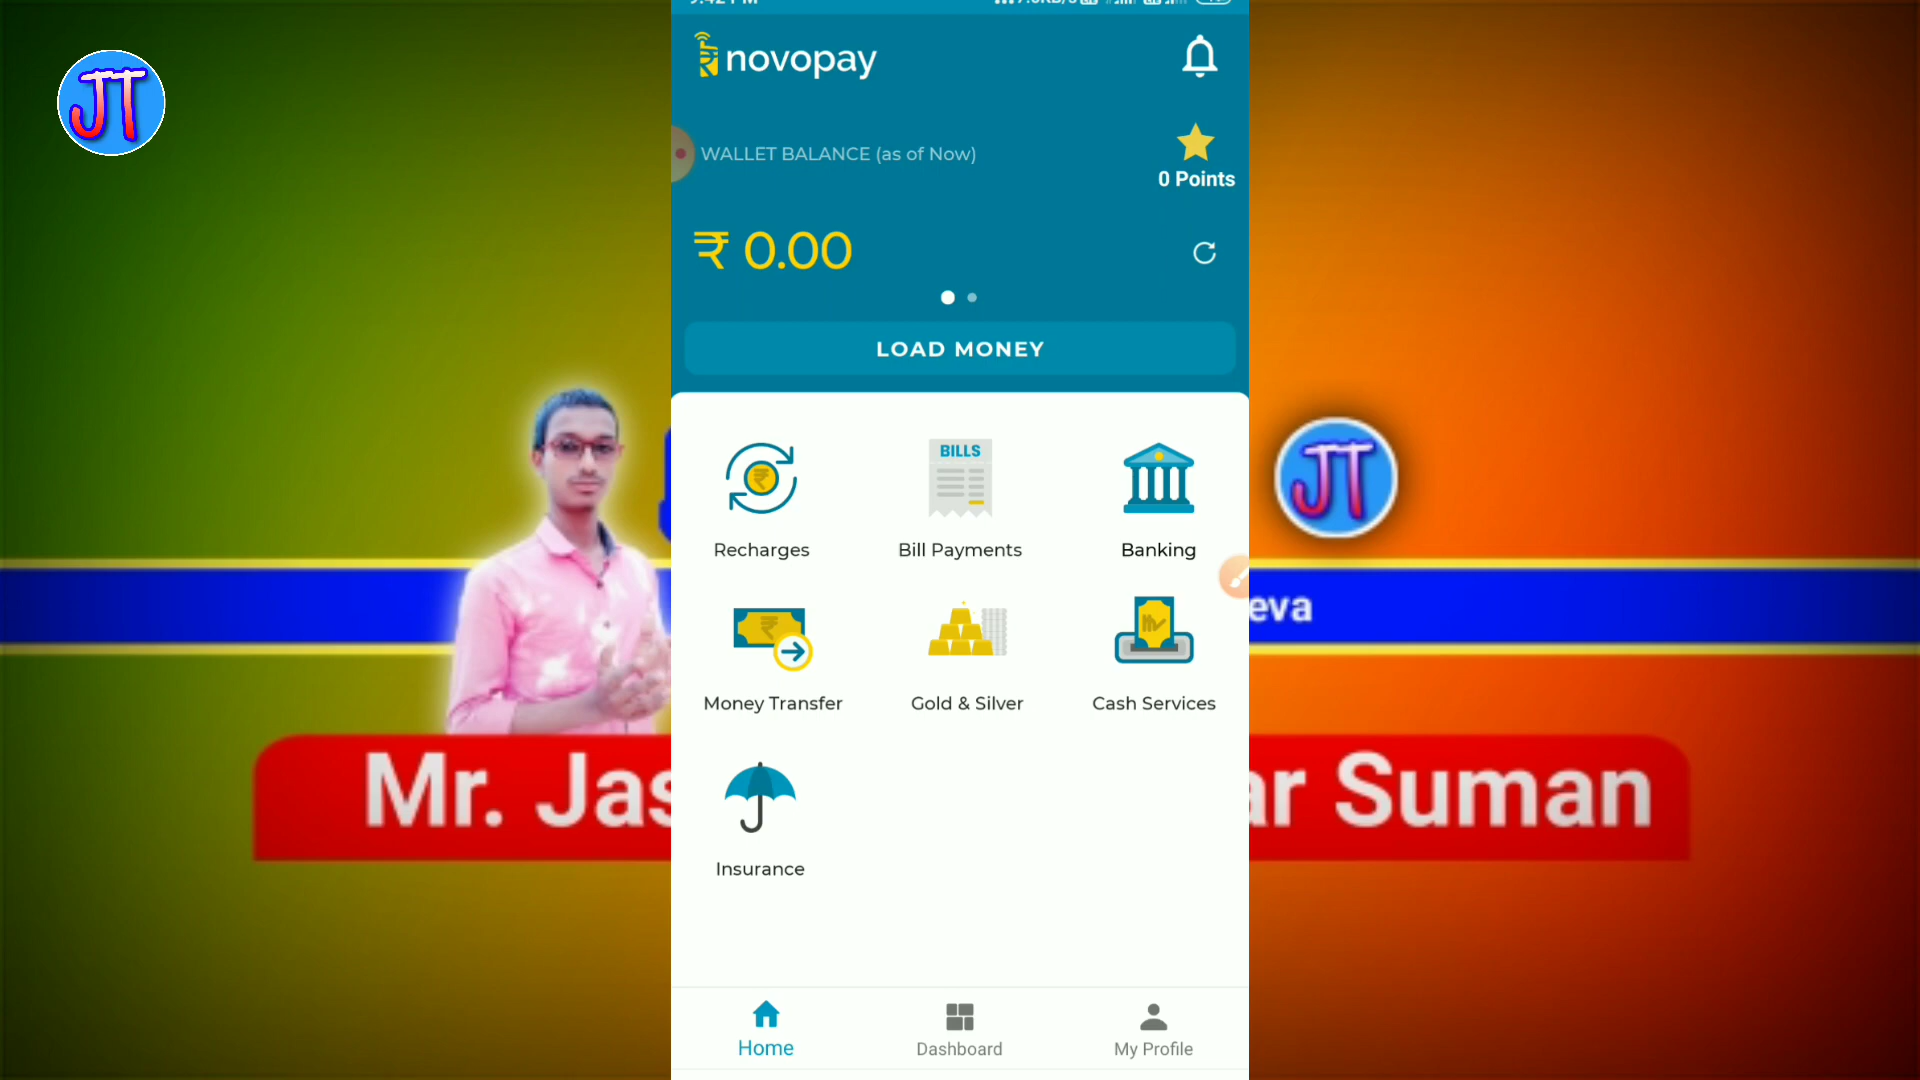 JT
novopay
WALLET BALANCE (as of Now)
0 Points
₹ 0.00
LOAD MONEY
BILLS
Recharges
Bill Payments
Banking
JT
eva
Money Transfer
Gold & Silver
Cash Services
Mr. Jas
ar Suman
Insurance
Home
Dashboard
My Profile